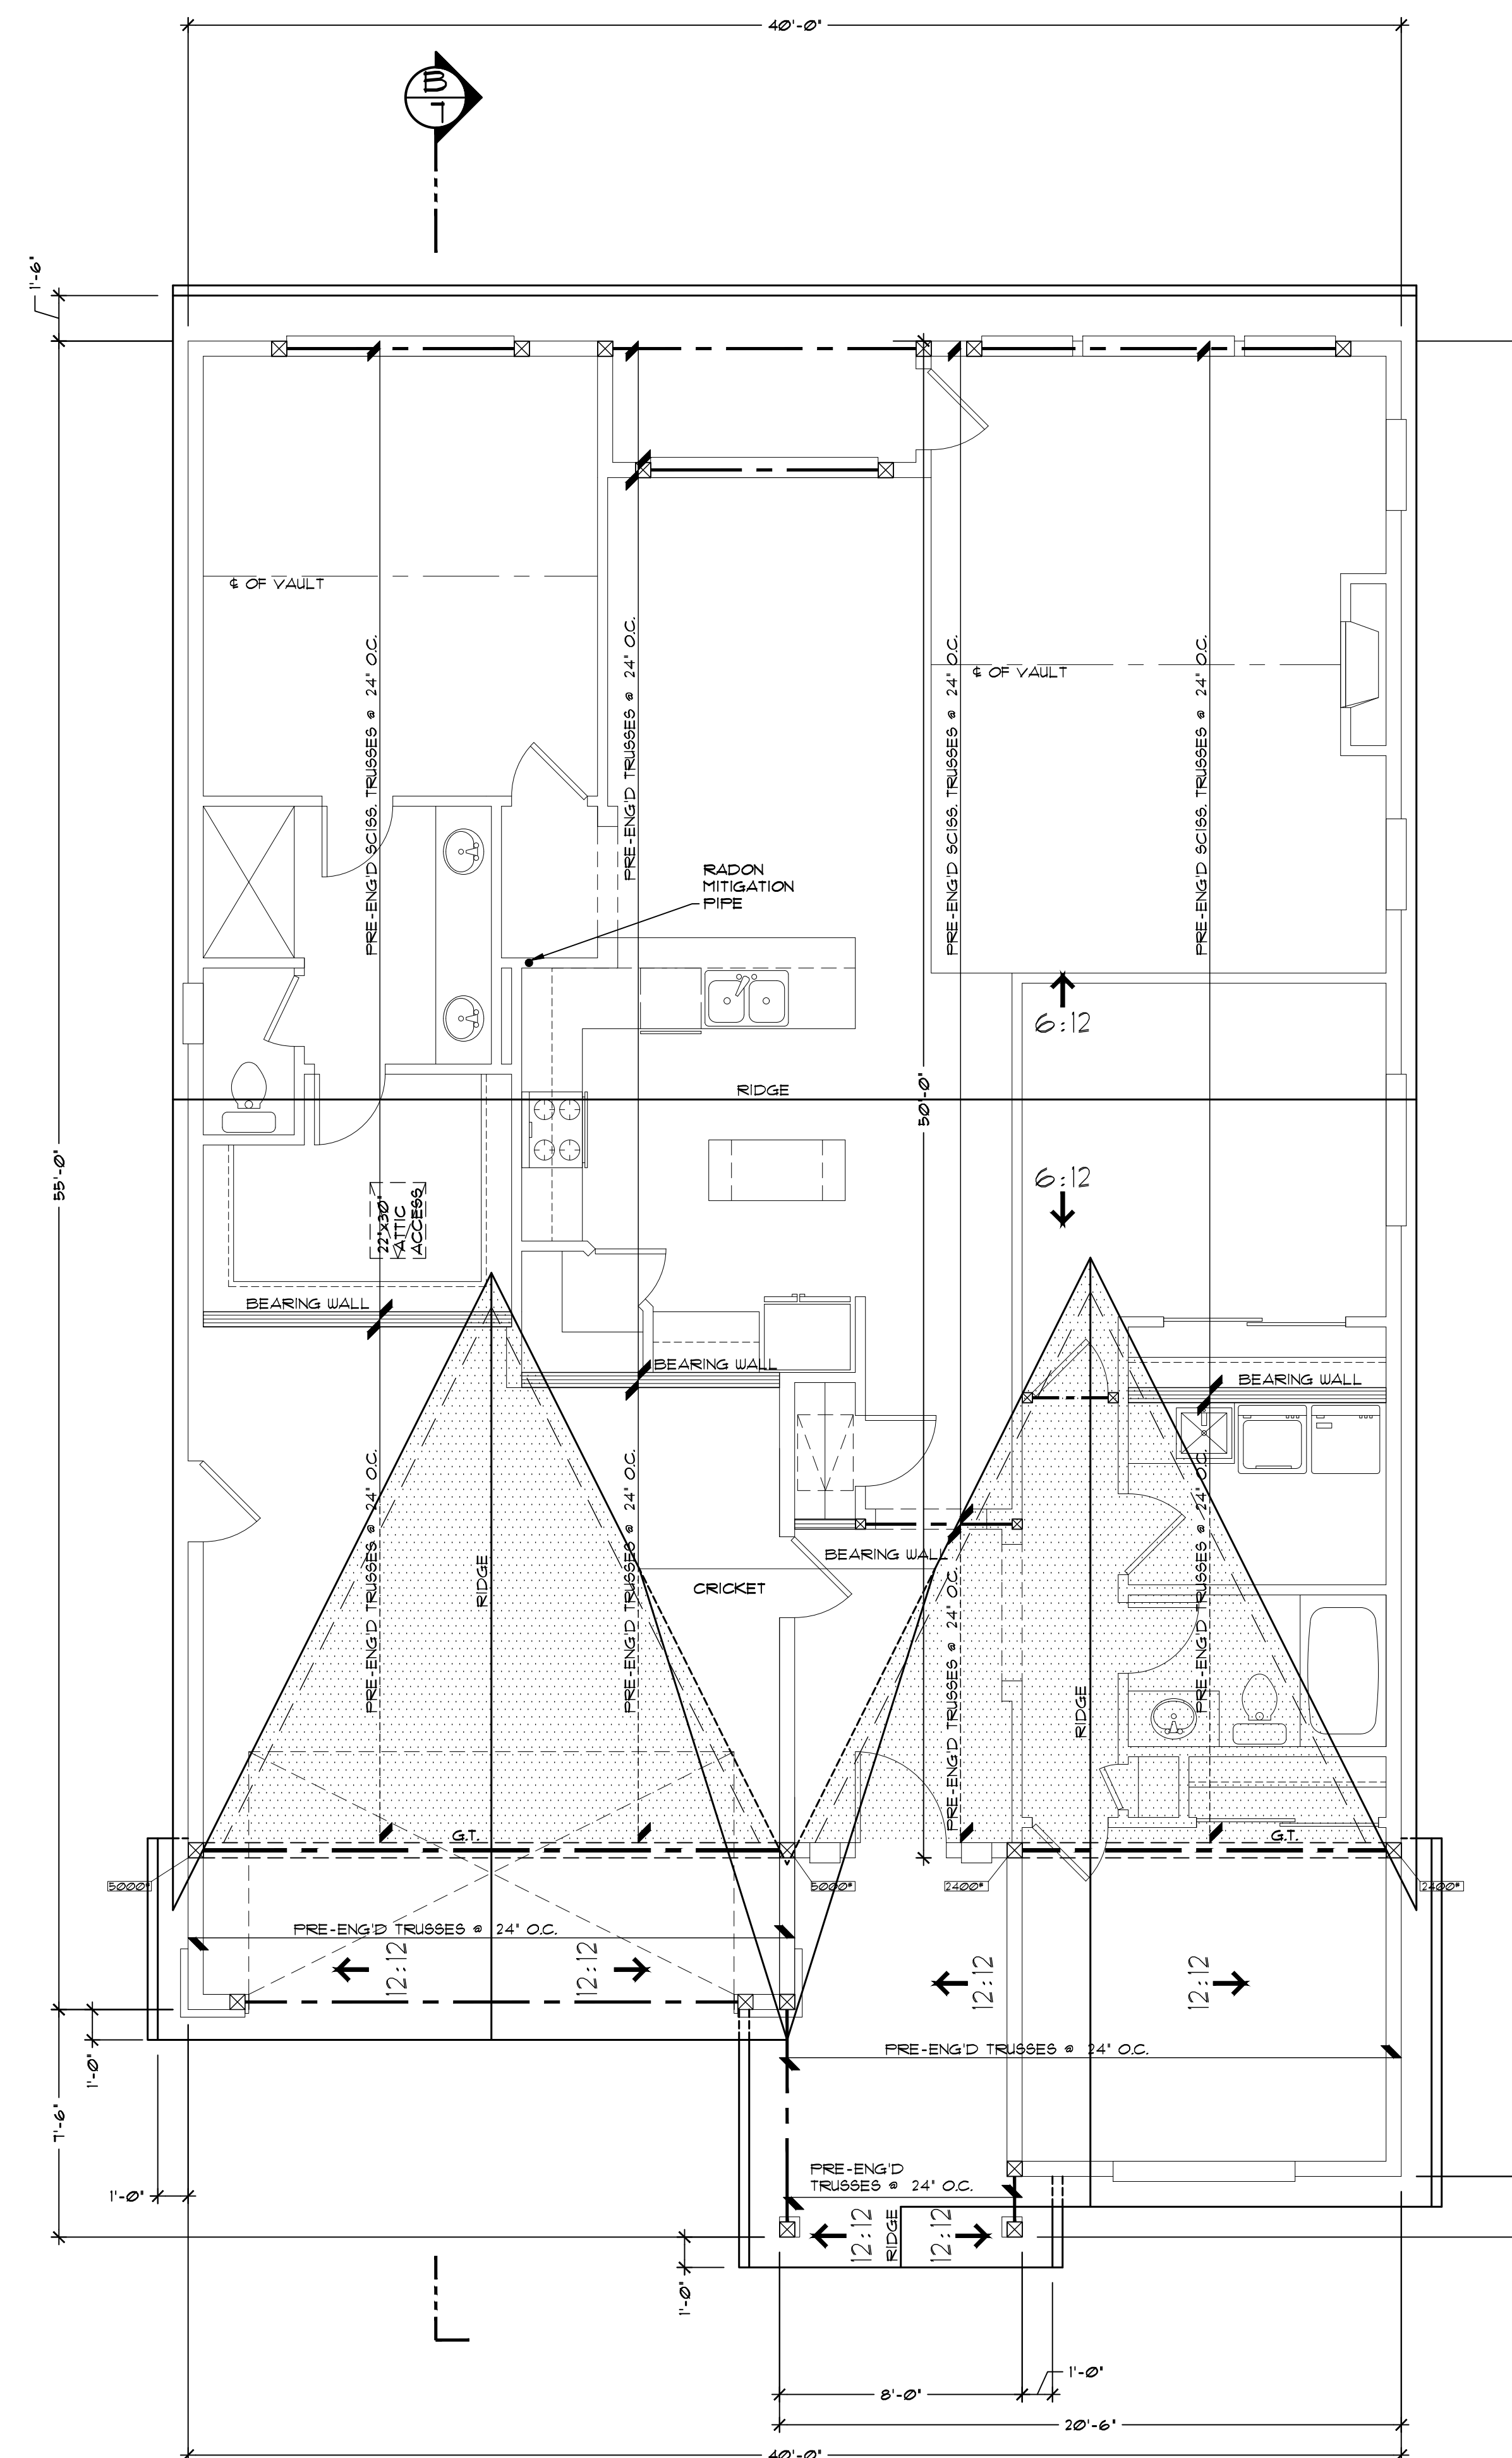 40'-0"
B
7
1'-6"
℄ OF VAULT
℄ OF VAULT
PRE-ENG'D SCISS. TRUSSES @ 24" O.C.
PRE-ENG'D TRUSSES @ 24" O.C.
PRE-ENG'D SCISS. TRUSSES @ 24" O.C.
PRE-ENG'D SCISS. TRUSSES @ 24" O.C.
RADON
MITIGATION
PIPE
6:12
RIDGE
50'-0"
55'-0"
6:12
22"x30"
ATTIC
ACCESS
BEARING WALL
BEARING WALL
BEARING WALL
BEARING WALL
PRE-ENG'D TRUSSES @ 24" O.C.
RIDGE
PRE-ENG'D TRUSSES @ 24" O.C.
CRICKET
PRE-ENG'D TRUSSES @ 24" O.C.
RIDGE
PRE-ENG'D TRUSSES @ 24" O.C.
G.T.
G.T.
5000#
5000#
2400#
2400#
PRE-ENG'D TRUSSES @ 24" O.C.
12:12
12:12
12:12
12:12
1'-0"
PRE-ENG'D TRUSSES @ 24" O.C.
7'-6"
PRE-ENG'D
TRUSSES @ 24" O.C.
1'-0"
12:12
RIDGE
12:12
1'-0"
1'-0"
8'-0"
20'-6"
40'-0"